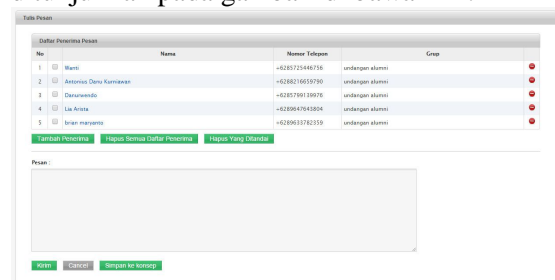 Tulis Pesan
Daftar Penerima Pesan
No Nama Nomor Telepon Grup
1 Wanti +6285725446756 undangan alumni
2 Antonius Danu Kurniawan +6288216659790 undangan alumni
3 Danurwendo +6285799139976 undangan alumni
4 Lia Arista +6289647643804 undangan alumni
5 brian maryanto +6289633782359 undangan alumni
Tambah Penerima Hapus Semua Daftar Penerima Hapus Yang Ditandai
Pesan :
Kirim Cancel Simpan ke konsep